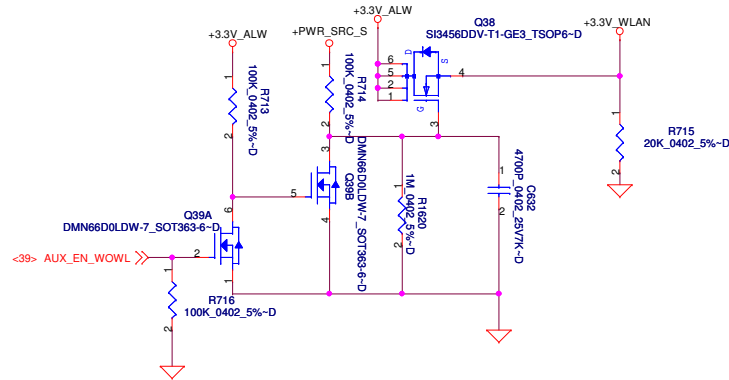 +3.3V_ALW
Q38
SI3456DDV-T1-GE3_TSOP6~D
+3.3V_WLAN
+3.3V_ALW
+PWR_SRC_S
D
S
G
6
5
2
1
4
3
1
R713
100K_0402_5%~D
2
1
R714
100K_0402_5%~D
2
1
R715
20K_0402_5%~D
2
3
5
4
Q39B
DMN66D0LDW-7_SOT363-6~D
1
R1620
1M_0402_5%~D
2
1
C632
4700P_0402_25V7K~D
2
Q39A
DMN66D0LDW-7_SOT363-6~D
6
2
1
<39> AUX_EN_WOWL
1
R716
100K_0402_5%~D
2